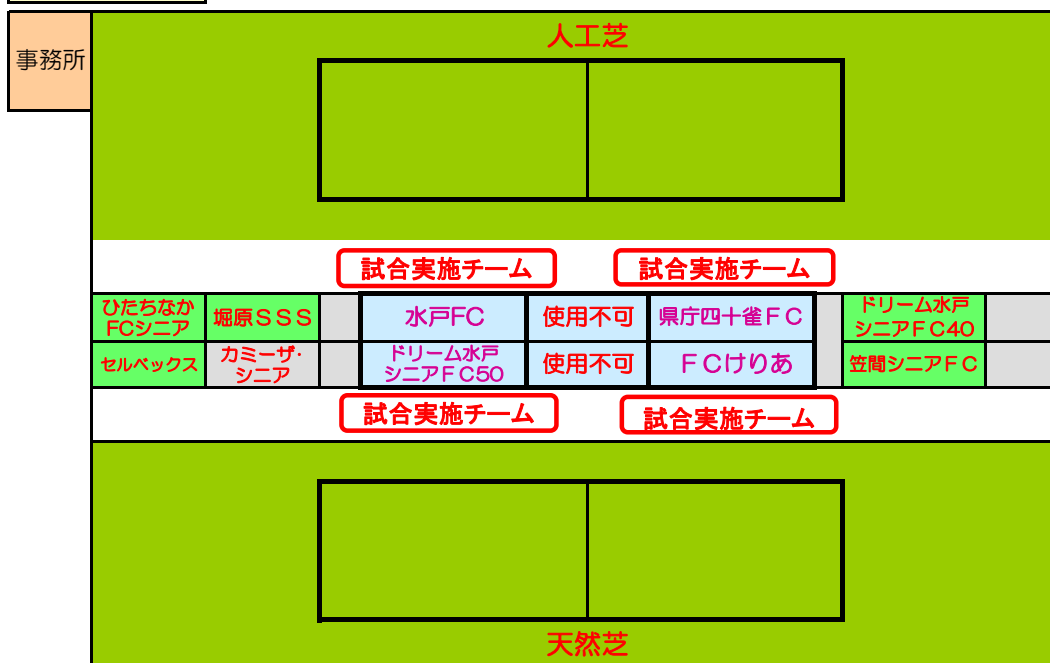 人工芝
事務所
試合実施チーム
試合実施チーム
ひたちなか
FCシニア
堀原ＳＳＳ
水戸FC
使用不可
県庁四十雀ＦＣ
ドリーム水戸
シニアＦＣ40
セルベックス
カミーザ・
シニア
ドリーム水戸
シニアＦＣ50
使用不可
ＦＣけりあ
笠間シニアＦＣ
試合実施チーム
試合実施チーム
天然芝